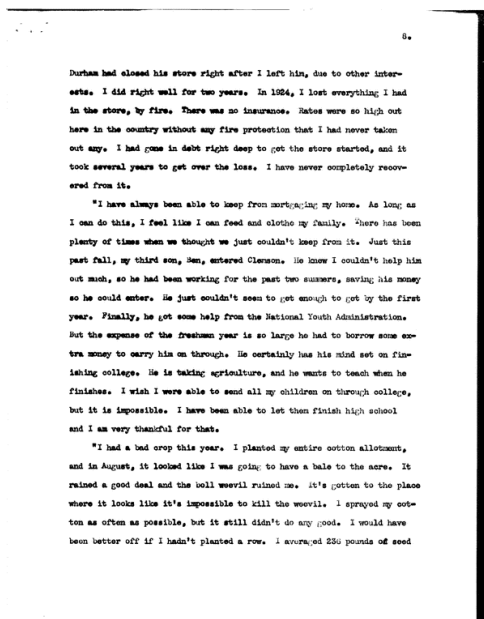 8.
Durham had closed his store right after I left him, due to other inter-
ests. I did right well for two years. In 1924, I lost everything I had
in the store, by fire. There was no insurance. Rates were so high out
here in the country without any fire protection that I had never taken
out any. I had gone in debt right deep to get the store started, and it
took several years to get over the loss. I have never completely recov-
ered from it.
"I have always been able to keep from mortgaging my home. As long as
I can do this, I feel like I can feed and clothe my family. There has been
plenty of times when we thought we just couldn't keep from it. Just this
past fall, my third son, Ben, entered Clemson. He knew I couldn't help him
out much, so he had been working for the past two summers, saving his money
so he could enter. He just couldn't seem to get enough to get by the first
year. Finally, he got some help from the National Youth Administration.
But the expense of the freshman year is so large he had to borrow some ex-
tra money to carry him on through. He certainly has his mind set on fin-
ishing college. He is taking agriculture, and he wants to teach when he
finishes. I wish I were able to send all my children on through college,
but it is impossible. I have been able to let them finish high school
and I am very thankful for that.
"I had a bad crop this year. I planted my entire cotton allotment,
and in August, it looked like I was going to have a bale to the acre. It
rained a good deal and the boll weevil ruined me. It's gotten to the place
where it looks like it's impossible to kill the weevil. I sprayed my cot-
ton as often as possible, but it still didn't do any good. I would have
been better off if I hadn't planted a row. I averaged 236 pounds of seed